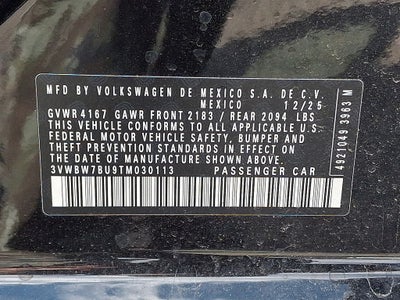 MFD BY VOLKSWAGEN DE MEXICO S.A. DE C.V.
MEXICO 12/25
GVWR4167 GAWR FRONT 2183 / REAR 2094 LBS
THIS VEHICLE CONFORMS TO ALL APPLICABLE
FEDERAL MOTOR VEHICLE SAFETY, BUMPER AND
THEFT PREVENTION STANDARDS IN EFFECT ON
THE DATE OF MANUFACTURE SHOWN ABOVE.
3VWBW7BU9TM030113 PASSENGER CAR
4921049 3963 M